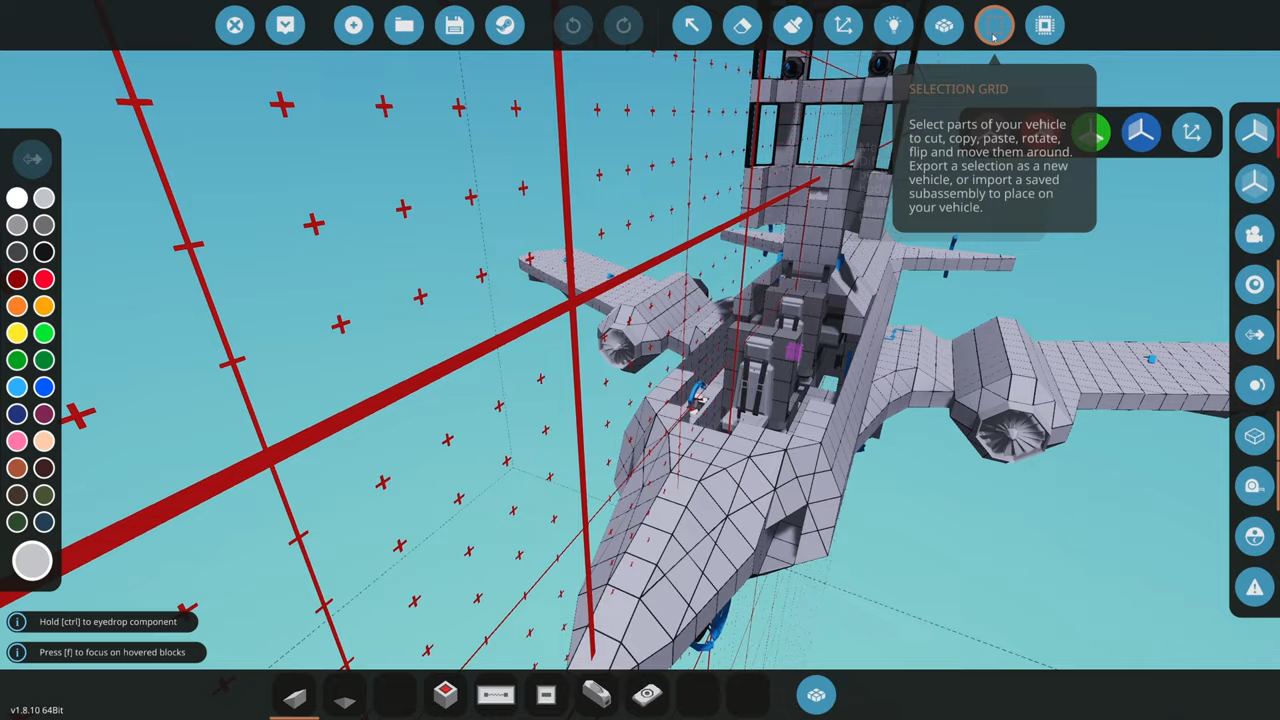 SELECTION GRID
Select parts of your vehicle
to cut, copy, paste, rotate,
flip and move them around.
Export a selection as a new
vehicle, or import a saved
subassembly to place on
your vehicle.
Hold [ctrl] to eyedrop component
Press [f] to focus on hovered blocks
v1.8.10 64Bit